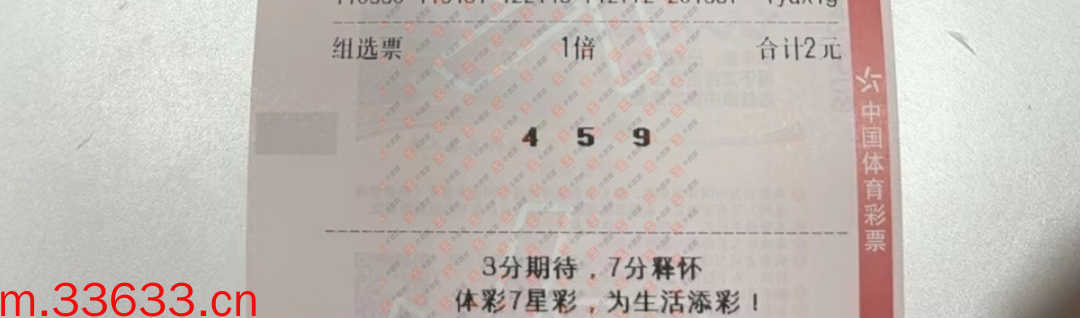 组选票 1倍 合计2元
4 5 9
3分期待，7分释怀
体彩7星彩，为生活添彩！
中国体育彩票
m.33633.cn